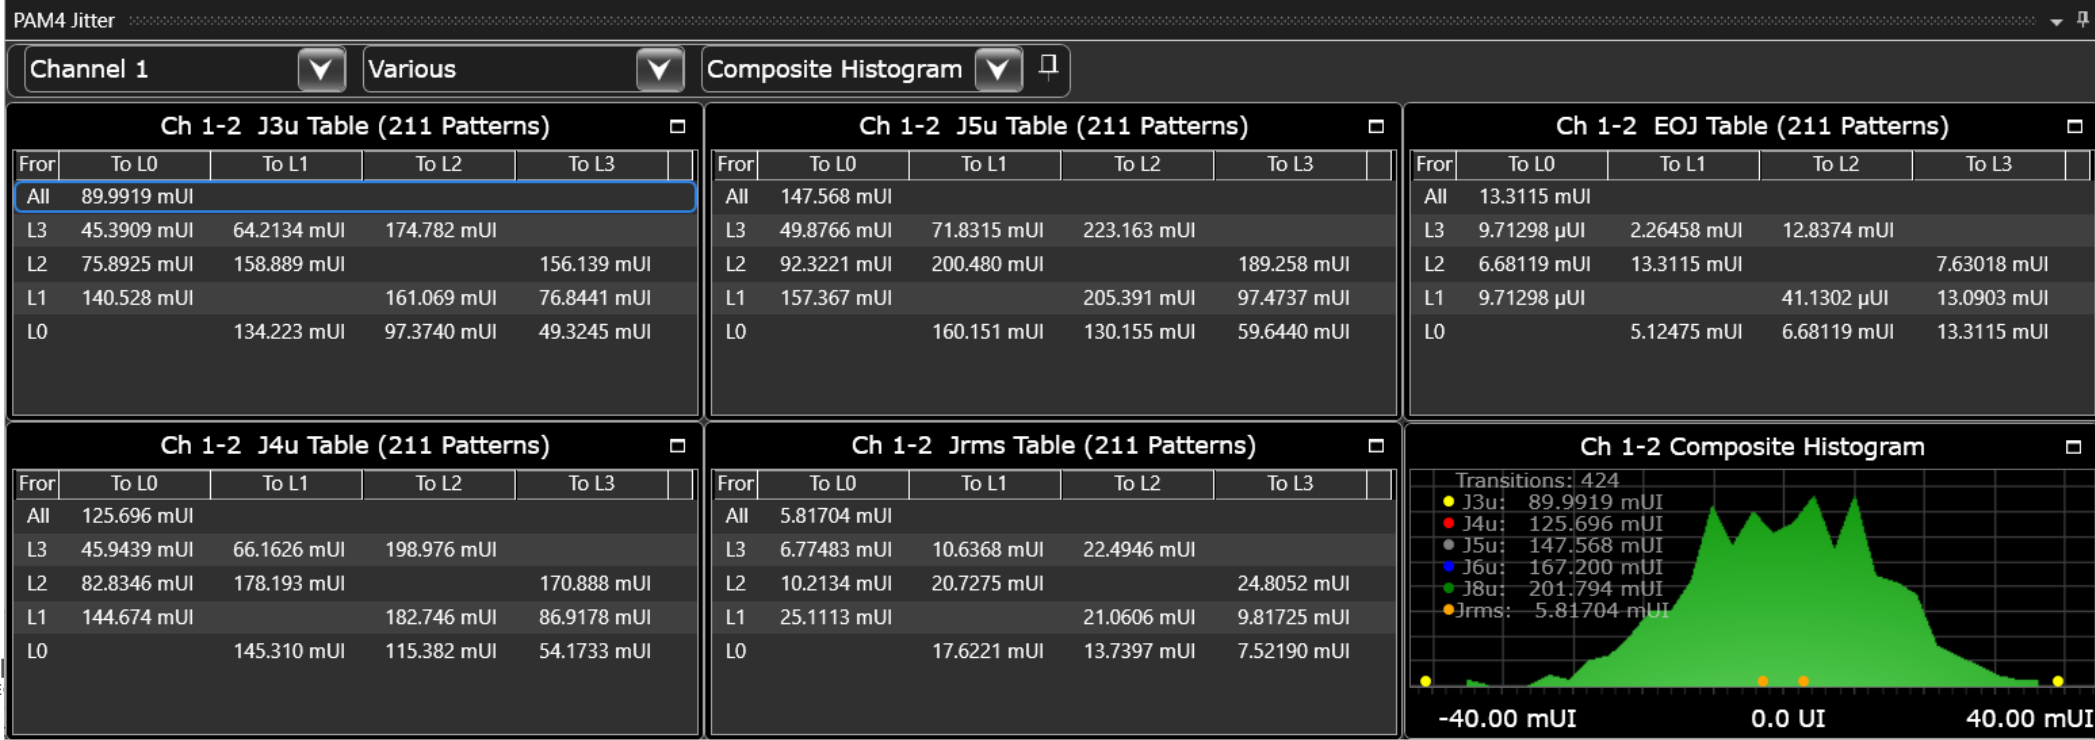 PAM4 Jitter
Channel 1 Various Composite Histogram
Ch 1-2 J3u Table (211 Patterns)
Fror To L0 To L1 To L2 To L3
All 89.9919 mUI
L3 45.3909 mUI 64.2134 mUI 174.782 mUI
L2 75.8925 mUI 158.889 mUI 156.139 mUI
L1 140.528 mUI 161.069 mUI 76.8441 mUI
L0 134.223 mUI 97.3740 mUI 49.3245 mUI
Ch 1-2 J5u Table (211 Patterns)
Fror To L0 To L1 To L2 To L3
All 147.568 mUI
L3 49.8766 mUI 71.8315 mUI 223.163 mUI
L2 92.3221 mUI 200.480 mUI 189.258 mUI
L1 157.367 mUI 205.391 mUI 97.4737 mUI
L0 160.151 mUI 130.155 mUI 59.6440 mUI
Ch 1-2 EOJ Table (211 Patterns)
Fror To L0 To L1 To L2 To L3
All 13.3115 mUI
L3 9.71298 µUI 2.26458 mUI 12.8374 mUI
L2 6.68119 mUI 13.3115 mUI 7.63018 mUI
L1 9.71298 µUI 41.1302 µUI 13.0903 mUI
L0 5.12475 mUI 6.68119 mUI 13.3115 mUI
Ch 1-2 J4u Table (211 Patterns)
Fror To L0 To L1 To L2 To L3
All 125.696 mUI
L3 45.9439 mUI 66.1626 mUI 198.976 mUI
L2 82.8346 mUI 178.193 mUI 170.888 mUI
L1 144.674 mUI 182.746 mUI 86.9178 mUI
L0 145.310 mUI 115.382 mUI 54.1733 mUI
Ch 1-2 Jrms Table (211 Patterns)
Fror To L0 To L1 To L2 To L3
All 5.81704 mUI
L3 6.77483 mUI 10.6368 mUI 22.4946 mUI
L2 10.2134 mUI 20.7275 mUI 24.8052 mUI
L1 25.1113 mUI 21.0606 mUI 9.81725 mUI
L0 17.6221 mUI 13.7397 mUI 7.52190 mUI
Ch 1-2 Composite Histogram
Transitions: 424
J3u: 89.9919 mUI
J4u: 125.696 mUI
J5u: 147.568 mUI
J6u: 167.200 mUI
J8u: 201.794 mUI
Jrms: 5.81704 mUI
-40.00 mUI 0.0 UI 40.00 mUI